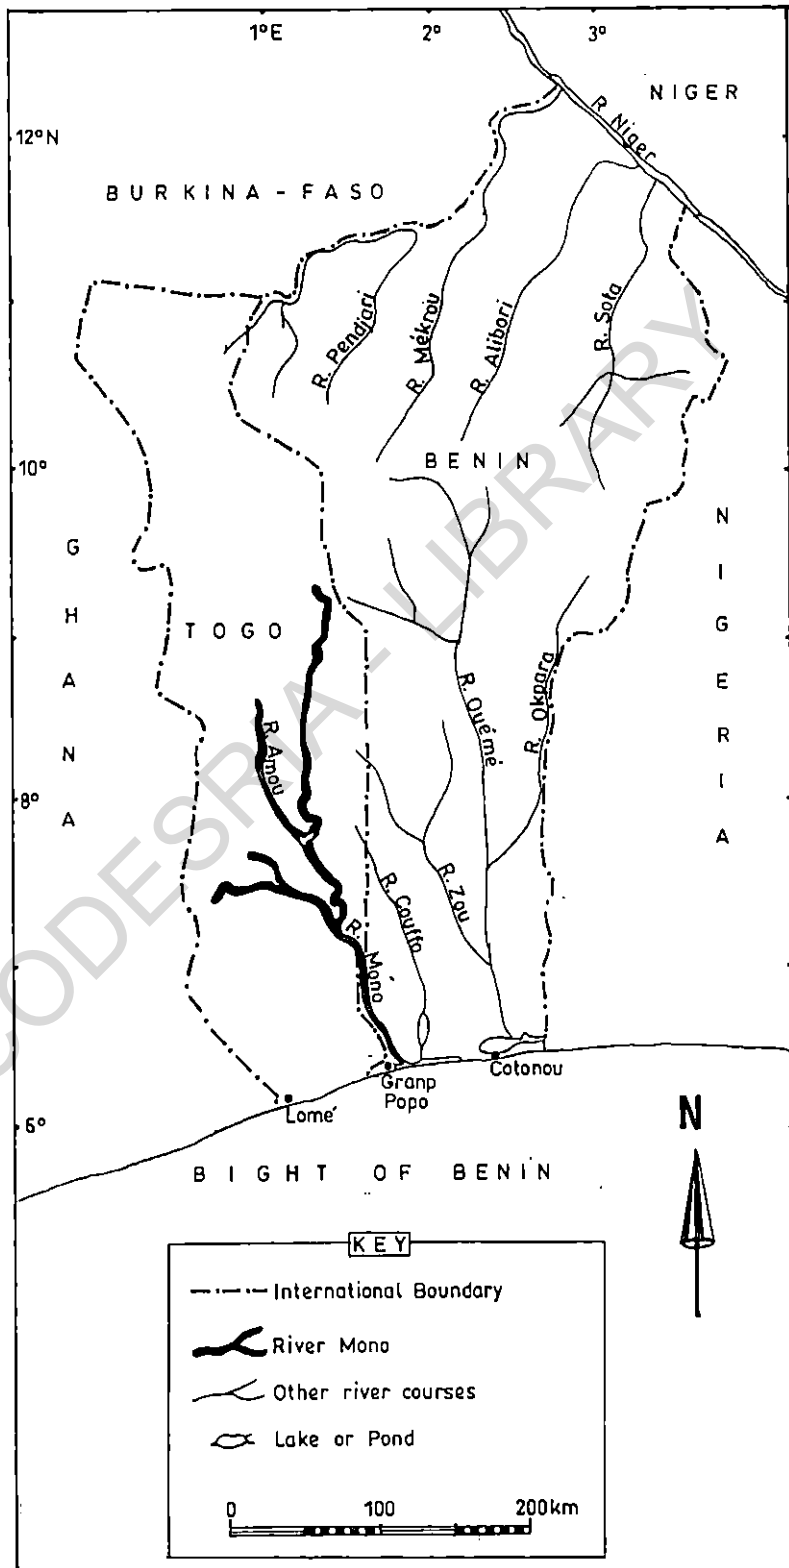 1°E 2° 3°
NIGER
R Niger
12°N
BURKINA-FASO
R. Pendjari
R. Mékrou
R. Alibori
R. Sota
BENIN
10°
GHANA
NIGERIA
TOGO
R. Amou
R. Ouémé
R. Okpara
8°
R. Couffo
R. Zou
R. Mono
Cotonou
Granp
Popo
Lomé
6°
N
BIGHT OF BENIN
KEY
International Boundary
River Mono
Other river courses
Lake or Pond
0 100 200km
CODESRIA - LIBRARY